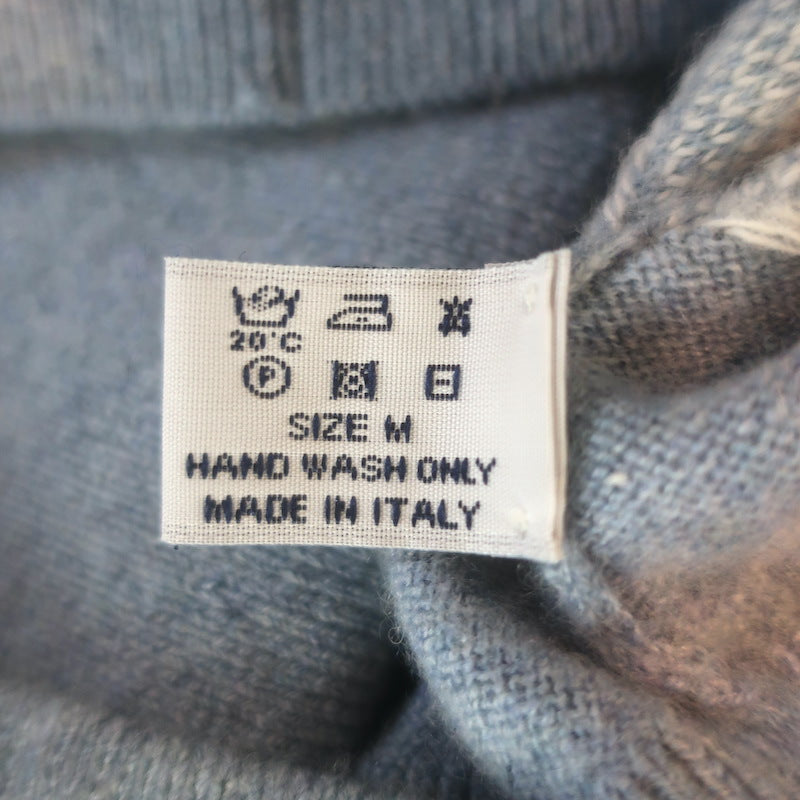 20°C
P
SIZE M
HAND WASH ONLY
MADE IN ITALY